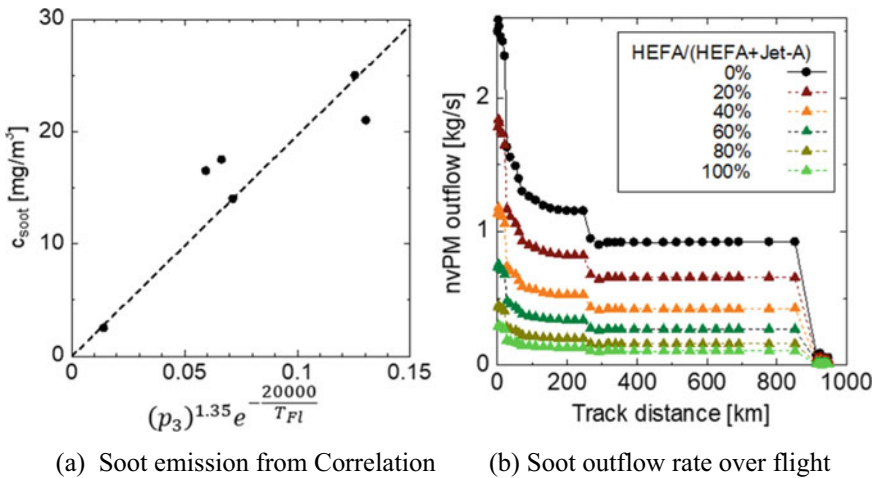 30
20
10
0
c_soot [mg/m³]
0 0.05 0.1 0.15
(p₃)^1.35 e^(-20000/T_Fl)
(a) Soot emission from Correlation
HEFA/(HEFA+Jet-A)
0%
20%
40%
60%
80%
100%
2
1
0
nvPM outflow [kg/s]
0 200 400 600 800 1000
Track distance [km]
(b) Soot outflow rate over flight